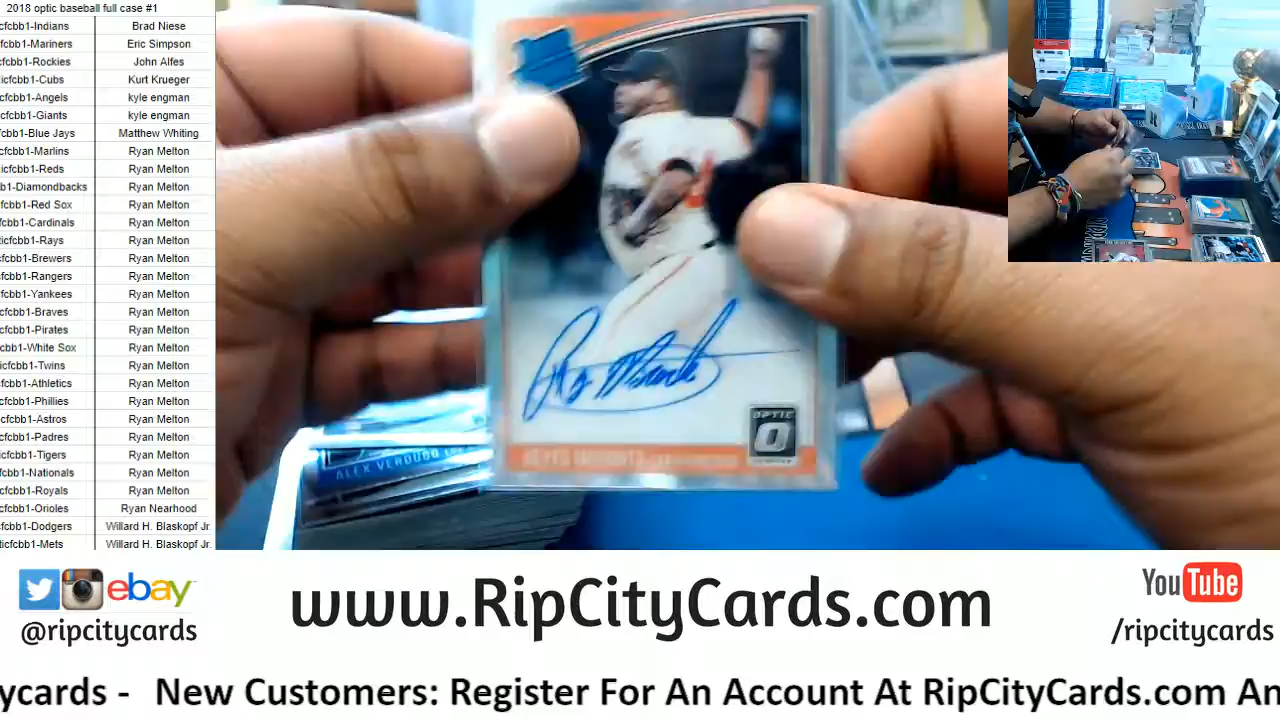 2018 optic baseball full case #1
cfcbb1-Indians Brad Niese
cfcbb1-Mariners Eric Simpson
cfcbb1-Rockies John Alfes
icfcbb1-Cubs Kurt Krueger
cfcbb1-Angels kyle engman
cfcbb1-Giants kyle engman
fcbb1-Blue Jays Matthew Whiting
cfcbb1-Marlins Ryan Melton
icfcbb1-Reds Ryan Melton
b1-Diamondbacks Ryan Melton
cfcbb1-Red Sox Ryan Melton
cfcbb1-Cardinals Ryan Melton
icfcbb1-Rays Ryan Melton
cfcbb1-Brewers Ryan Melton
cfcbb1-Rangers Ryan Melton
fcbb1-Yankees Ryan Melton
cfcbb1-Braves Ryan Melton
cfcbb1-Pirates Ryan Melton
fcbb1-White Sox Ryan Melton
icfcbb1-Twins Ryan Melton
cfcbb1-Athletics Ryan Melton
cfcbb1-Phillies Ryan Melton
cfcbb1-Astros Ryan Melton
cfcbb1-Padres Ryan Melton
icfcbb1-Tigers Ryan Melton
fcbb1-Nationals Ryan Melton
cfcbb1-Royals Ryan Melton
cfcbb1-Orioles Ryan Nearhood
cfcbb1-Dodgers Willard H. Blaskopf Jr.
ticfcbb1-Mets Willard H. Blaskopf Jr.
OPTIC
ALEX VERDUGO
ebay
@ripcitycards
www.RipCityCards.com
YouTube
/ripcitycards
ycards - New Customers: Register For An Account At RipCityCards.com An